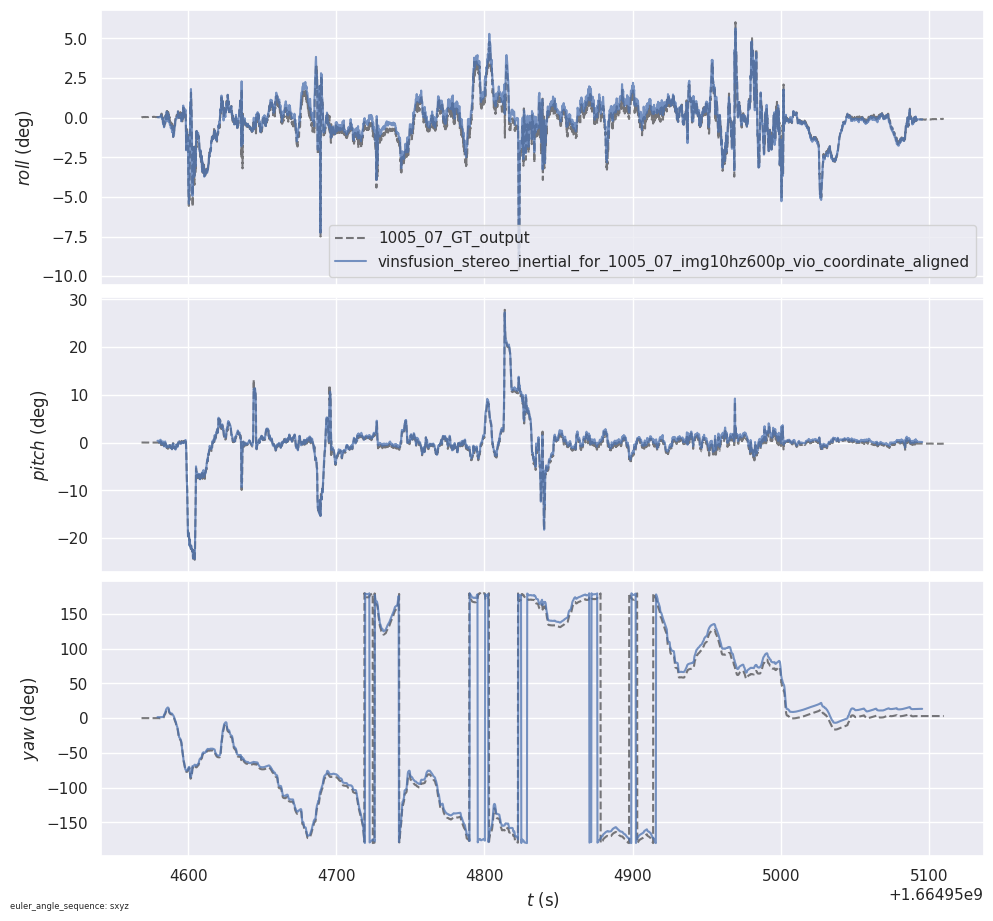 5.0
2.5
0.0
−2.5
−5.0
−7.5
−10.0
roll (deg)
1005_07_GT_output
vinsfusion_stereo_inertial_for_1005_07_img10hz600p_vio_coordinate_aligned
30
20
10
0
−10
−20
pitch (deg)
150
100
50
0
−50
−100
−150
yaw (deg)
4600 4700 4800 4900 5000 5100
t (s)
+1.66495e9
euler_angle_sequence: sxyz